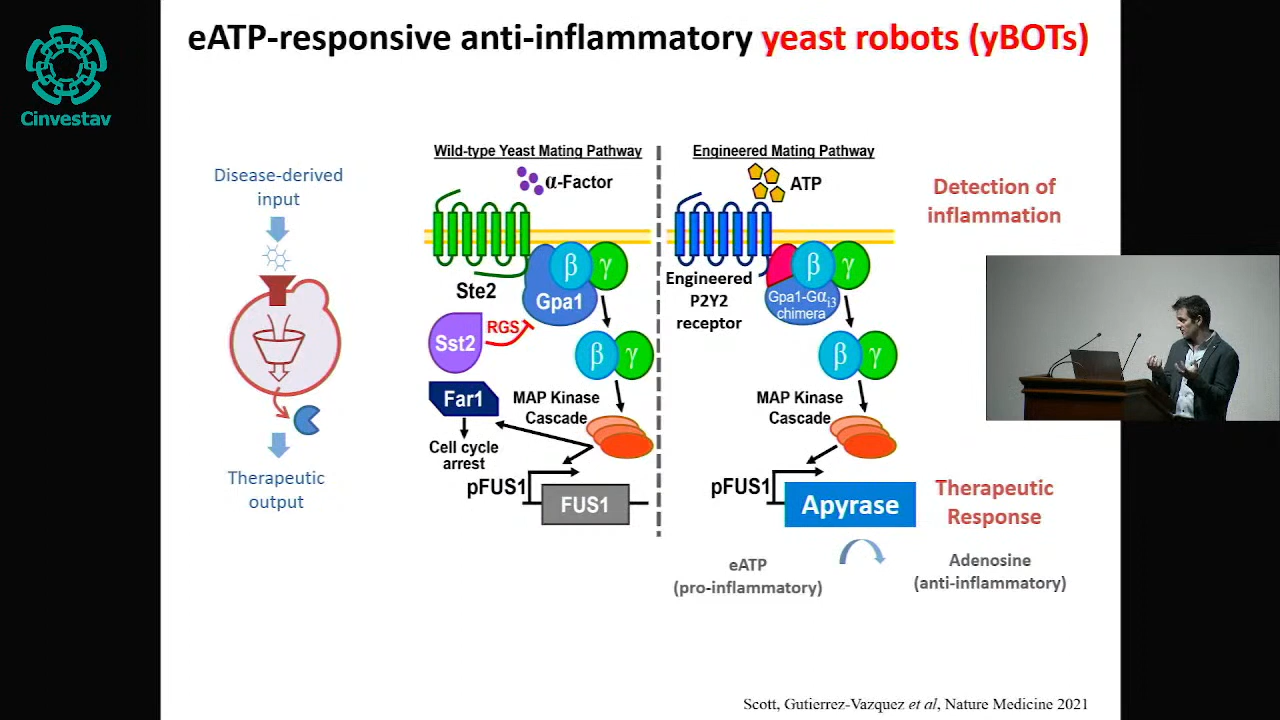 eATP-responsive anti-inflammatory yeast robots (yBOTs)
Cinvestav
Disease-derived
input
Therapeutic
output
Wild-type Yeast Mating Pathway
α-Factor
Ste2
β
γ
Gpa1
Sst2
RGS
β
γ
Far1
MAP Kinase
Cascade
Cell cycle
arrest
pFUS1
FUS1
Engineered Mating Pathway
ATP
Engineered
P2Y2
receptor
β
γ
Gpa1-Gαi3
chimera
β
γ
MAP Kinase
Cascade
pFUS1
Apyrase
Detection of
inflammation
Therapeutic
Response
eATP
(pro-inflammatory)
Adenosine
(anti-inflammatory)
Scott, Gutierrez-Vazquez et al, Nature Medicine 2021